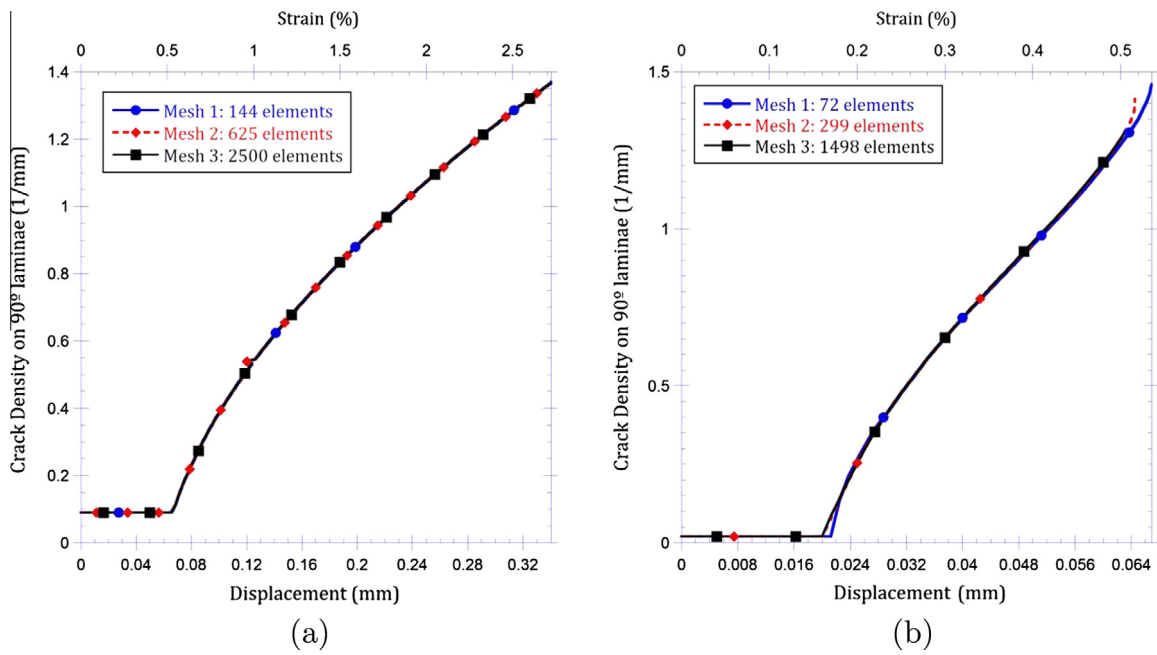 Strain (%)
0 0.5 1 1.5 2 2.5
1.4
1.2
1
0.8
0.6
0.4
0.2
0
Crack Density on 90º laminae (1/mm)
Mesh 1: 144 elements
Mesh 2: 625 elements
Mesh 3: 2500 elements
0 0.04 0.08 0.12 0.16 0.20 0.24 0.28 0.32
Displacement (mm)
(a)
Strain (%)
0 0.1 0.2 0.3 0.4 0.5
1.5
1
0.5
0
Crack Density on 90º laminae (1/mm)
Mesh 1: 72 elements
Mesh 2: 299 elements
Mesh 3: 1498 elements
0 0.008 0.016 0.024 0.032 0.04 0.048 0.056 0.064
Displacement (mm)
(b)